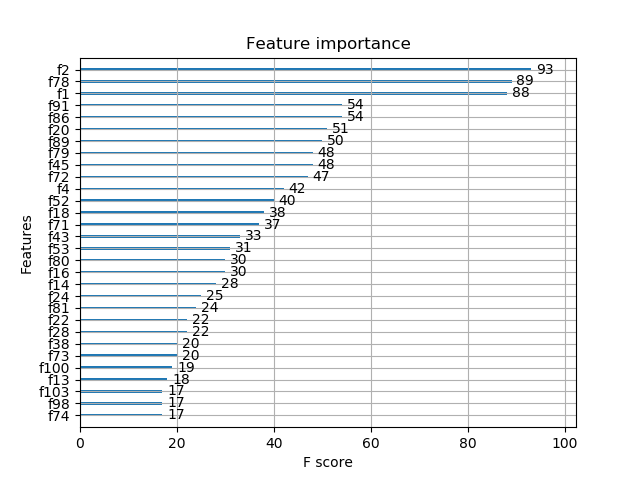 Feature importance
f2 93
f78 89
f1 88
f91 54
f86 54
f20 51
f89 50
f79 48
f45 48
f72 47
f4 42
f52 40
f18 38
f71 37
f43 33
f53 31
f80 30
f16 30
f14 28
f24 25
f81 24
f22 22
f28 22
f38 20
f73 20
f100 19
f13 18
f103 17
f98 17
f74 17
Features
0 20 40 60 80 100
F score